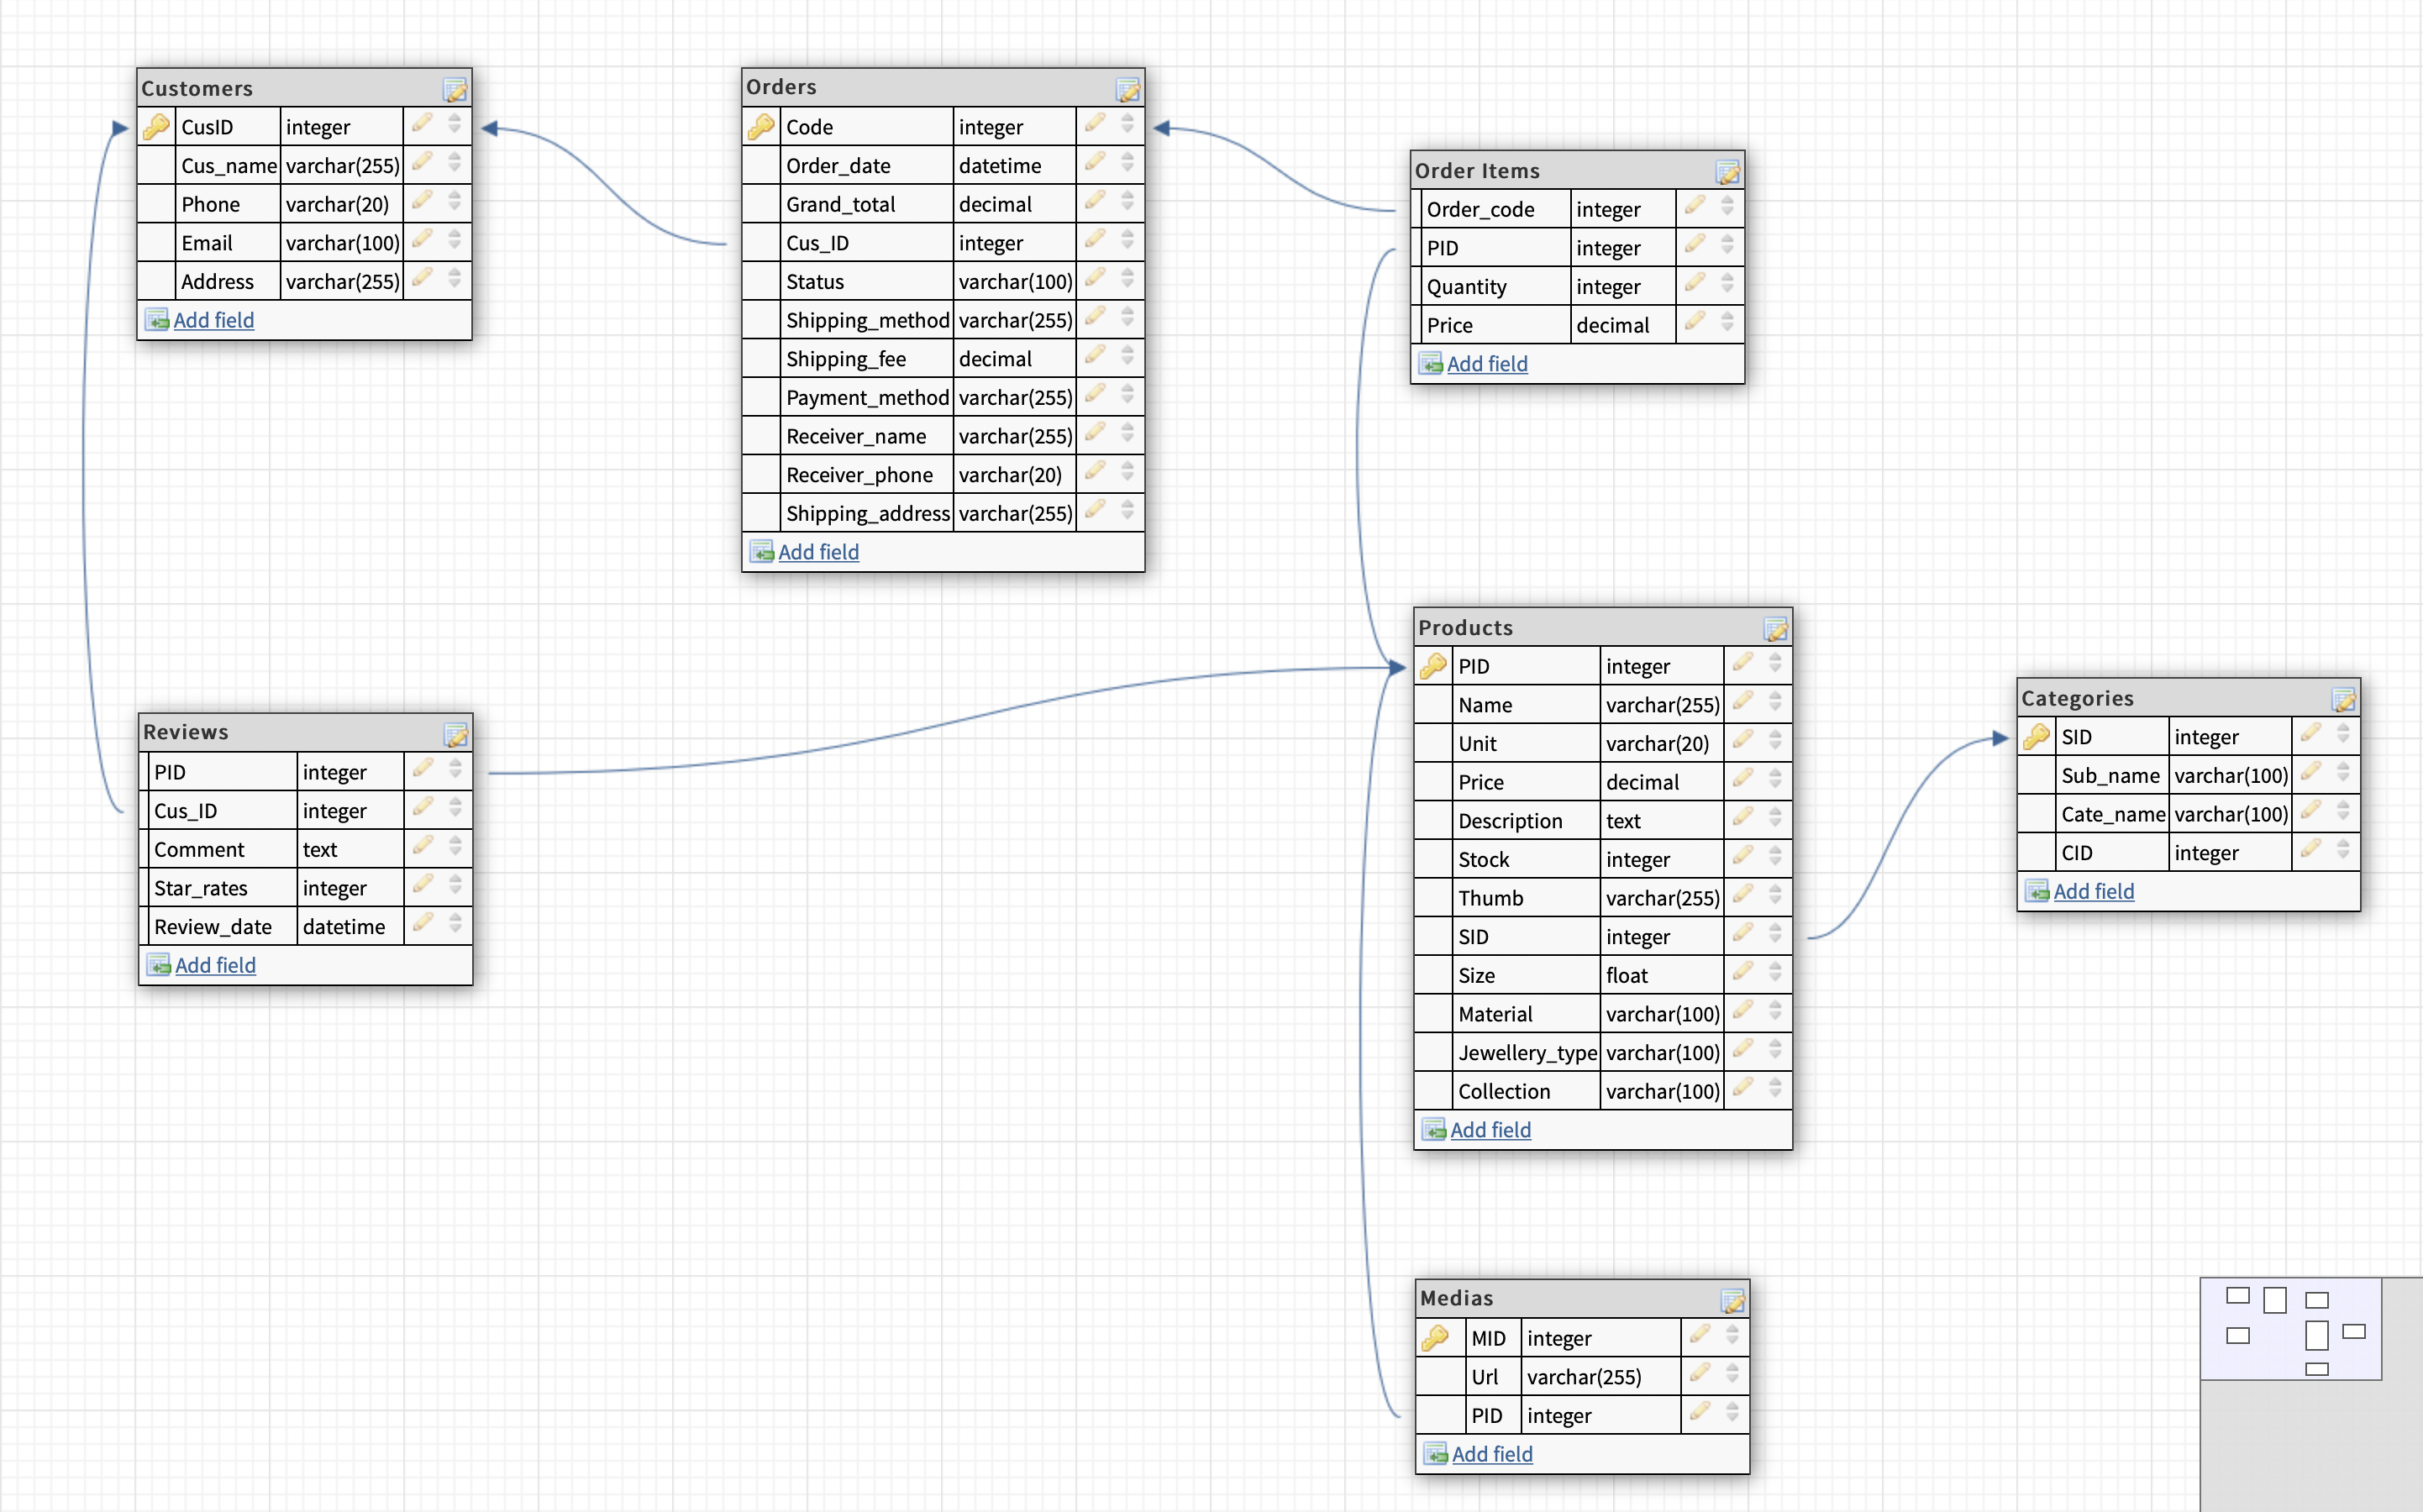 Customers
CusID integer
Cus_name varchar(255)
Phone varchar(20)
Email varchar(100)
Address varchar(255)
Add field
Orders
Code integer
Order_date datetime
Grand_total decimal
Cus_ID integer
Status varchar(100)
Shipping_method varchar(255)
Shipping_fee decimal
Payment_method varchar(255)
Receiver_name varchar(255)
Receiver_phone varchar(20)
Shipping_address varchar(255)
Add field
Order Items
Order_code integer
PID integer
Quantity integer
Price decimal
Add field
Reviews
PID integer
Cus_ID integer
Comment text
Star_rates integer
Review_date datetime
Add field
Products
PID integer
Name varchar(255)
Unit varchar(20)
Price decimal
Description text
Stock integer
Thumb varchar(255)
SID integer
Size float
Material varchar(100)
Jewellery_type varchar(100)
Collection varchar(100)
Add field
Categories
SID integer
Sub_name varchar(100)
Cate_name varchar(100)
CID integer
Add field
Medias
MID integer
Url varchar(255)
PID integer
Add field